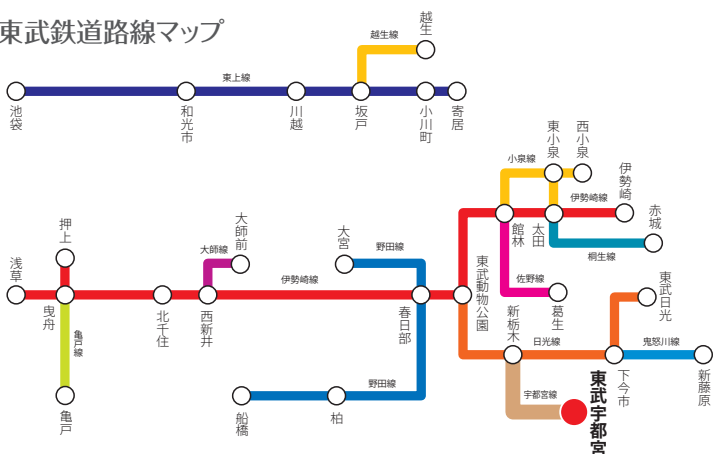 東武鉄道路線マップ
越生
越生線
東上線
池袋
和光市
川越
坂戸
小川町
寄居
東小泉
西小泉
小泉線
伊勢崎
伊勢崎線
赤城
館林
太田
桐生線
佐野線
葛生
押上
大師前
大宮
浅草
大師線
野田線
伊勢崎線
東武動物公園
東武日光
曳舟
北千住
西新井
春日部
新栃木
亀戸線
日光線
鬼怒川線
下今市
新藤原
野田線
宇都宮線
東武宇都宮
亀戸
船橋
柏